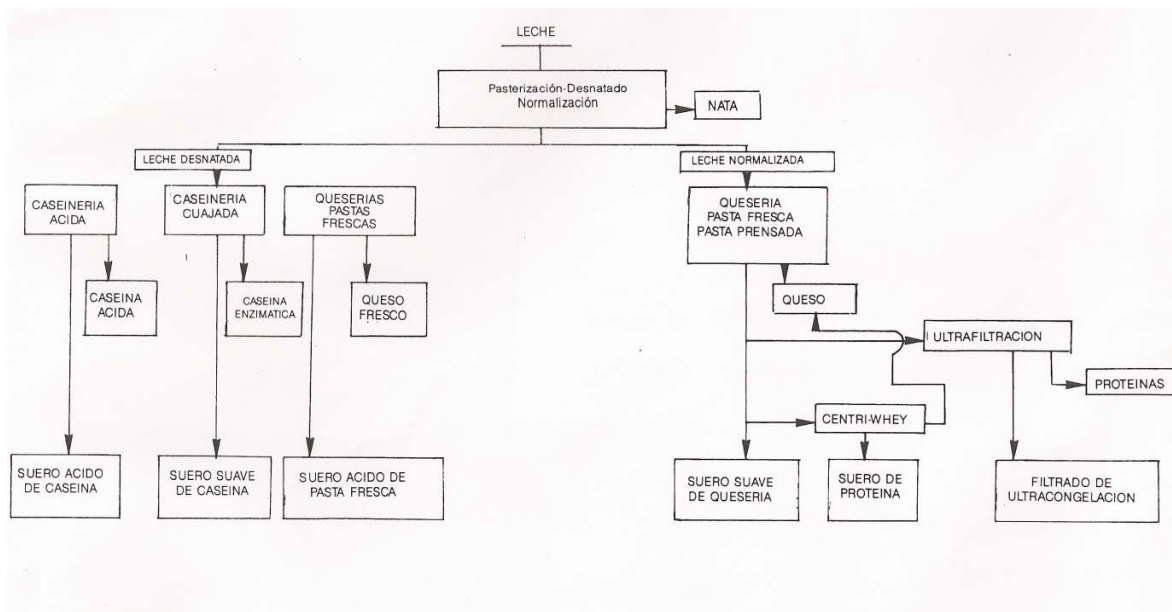 LECHE
Pasterización-Desnatado
Normalización
NATA
LECHE DESNATADA
LECHE NORMALIZADA
CASEINERIA
ACIDA
CASEINERIA
CUAJADA
QUESERIAS
PASTAS
FRESCAS
QUESERIA
PASTA FRESCA
PASTA PRENSADA
CASEINA
ACIDA
CASEINA
ENZIMATICA
QUESO
FRESCO
QUESO
ULTRAFILTRACION
PROTEINAS
CENTRI-WHEY
SUERO ACIDO
DE CASEINA
SUERO SUAVE
DE CASEINA
SUERO ACIDO DE
PASTA FRESCA
SUERO SUAVE
DE QUESERIA
SUERO DE
PROTEINA
FILTRADO DE
ULTRACONGELACION